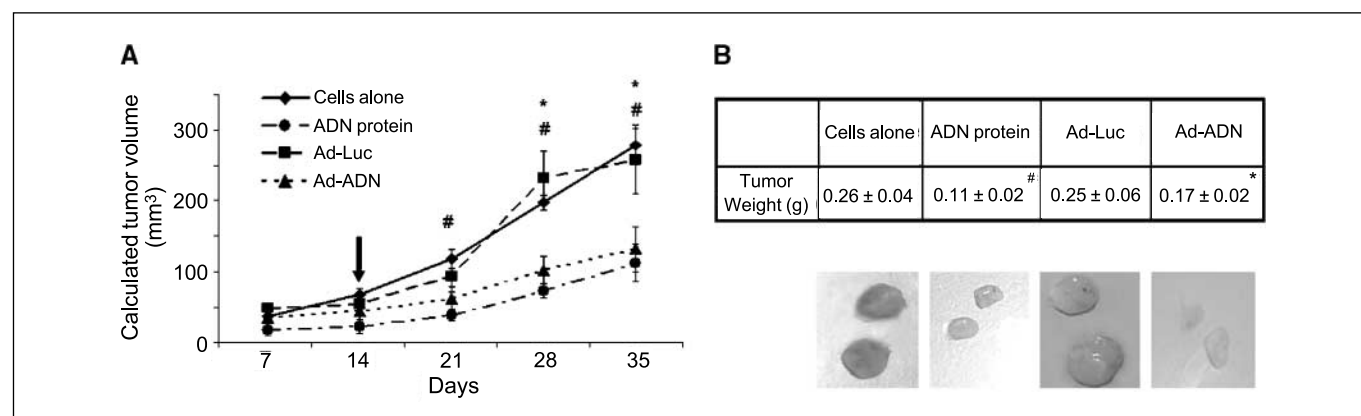 A
Cells alone
ADN protein
Ad-Luc
Ad-ADN
Calculated tumor volume
(mm3)
300
200
100
0
7
14
21
28
35
Days
#
*
#
*
#
B
Cells alone
ADN protein
Ad-Luc
Ad-ADN
Tumor
Weight (g)
0.26 ± 0.04
0.11 ± 0.02 #
0.25 ± 0.06
0.17 ± 0.02 *